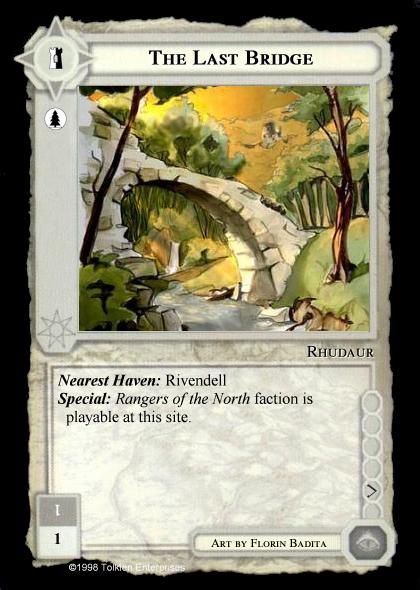 THE LAST BRIDGE
RHUDAUR
Nearest Haven: Rivendell
Special: Rangers of the North faction is
playable at this site.
1
1
ART BY FLORIN BADITA
©1998 Tolkien Enterprises